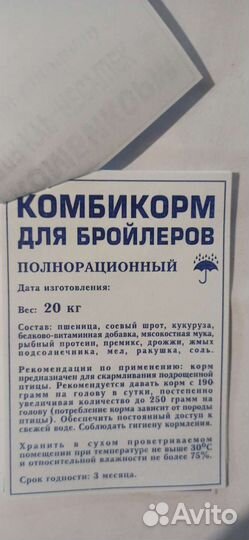 КОМБИКОРМ
ДЛЯ БРОЙЛЕРОВ
ПОЛНОРАЦИОННЫЙ
Дата изготовления:
Вес: 20 кг
Состав: пшеница, соевый шрот, кукуруза,
белково-витаминная добавка, мясокостная мука,
рыбный протеин, премикс, дрожжи, жмых
подсолнечника, мел, ракушка, соль.
Рекомендации по применению: корм
предназначен для скармливания подрощенной
птицы. Рекомендуется давать корм с 190
грамм на голову в сутки, постепенно
увеличивая количество до 250 грамм на
голову (потребление корма зависит от породы
птицы). Обеспечить постоянный доступ к
свежей воде. Соблюдать гигиену кормления.
Хранить в сухом проветриваемом
помещении при температуре не выше 30°С
и относительной влажности не более 75%.
Срок годности: 3 месяца.
Avito